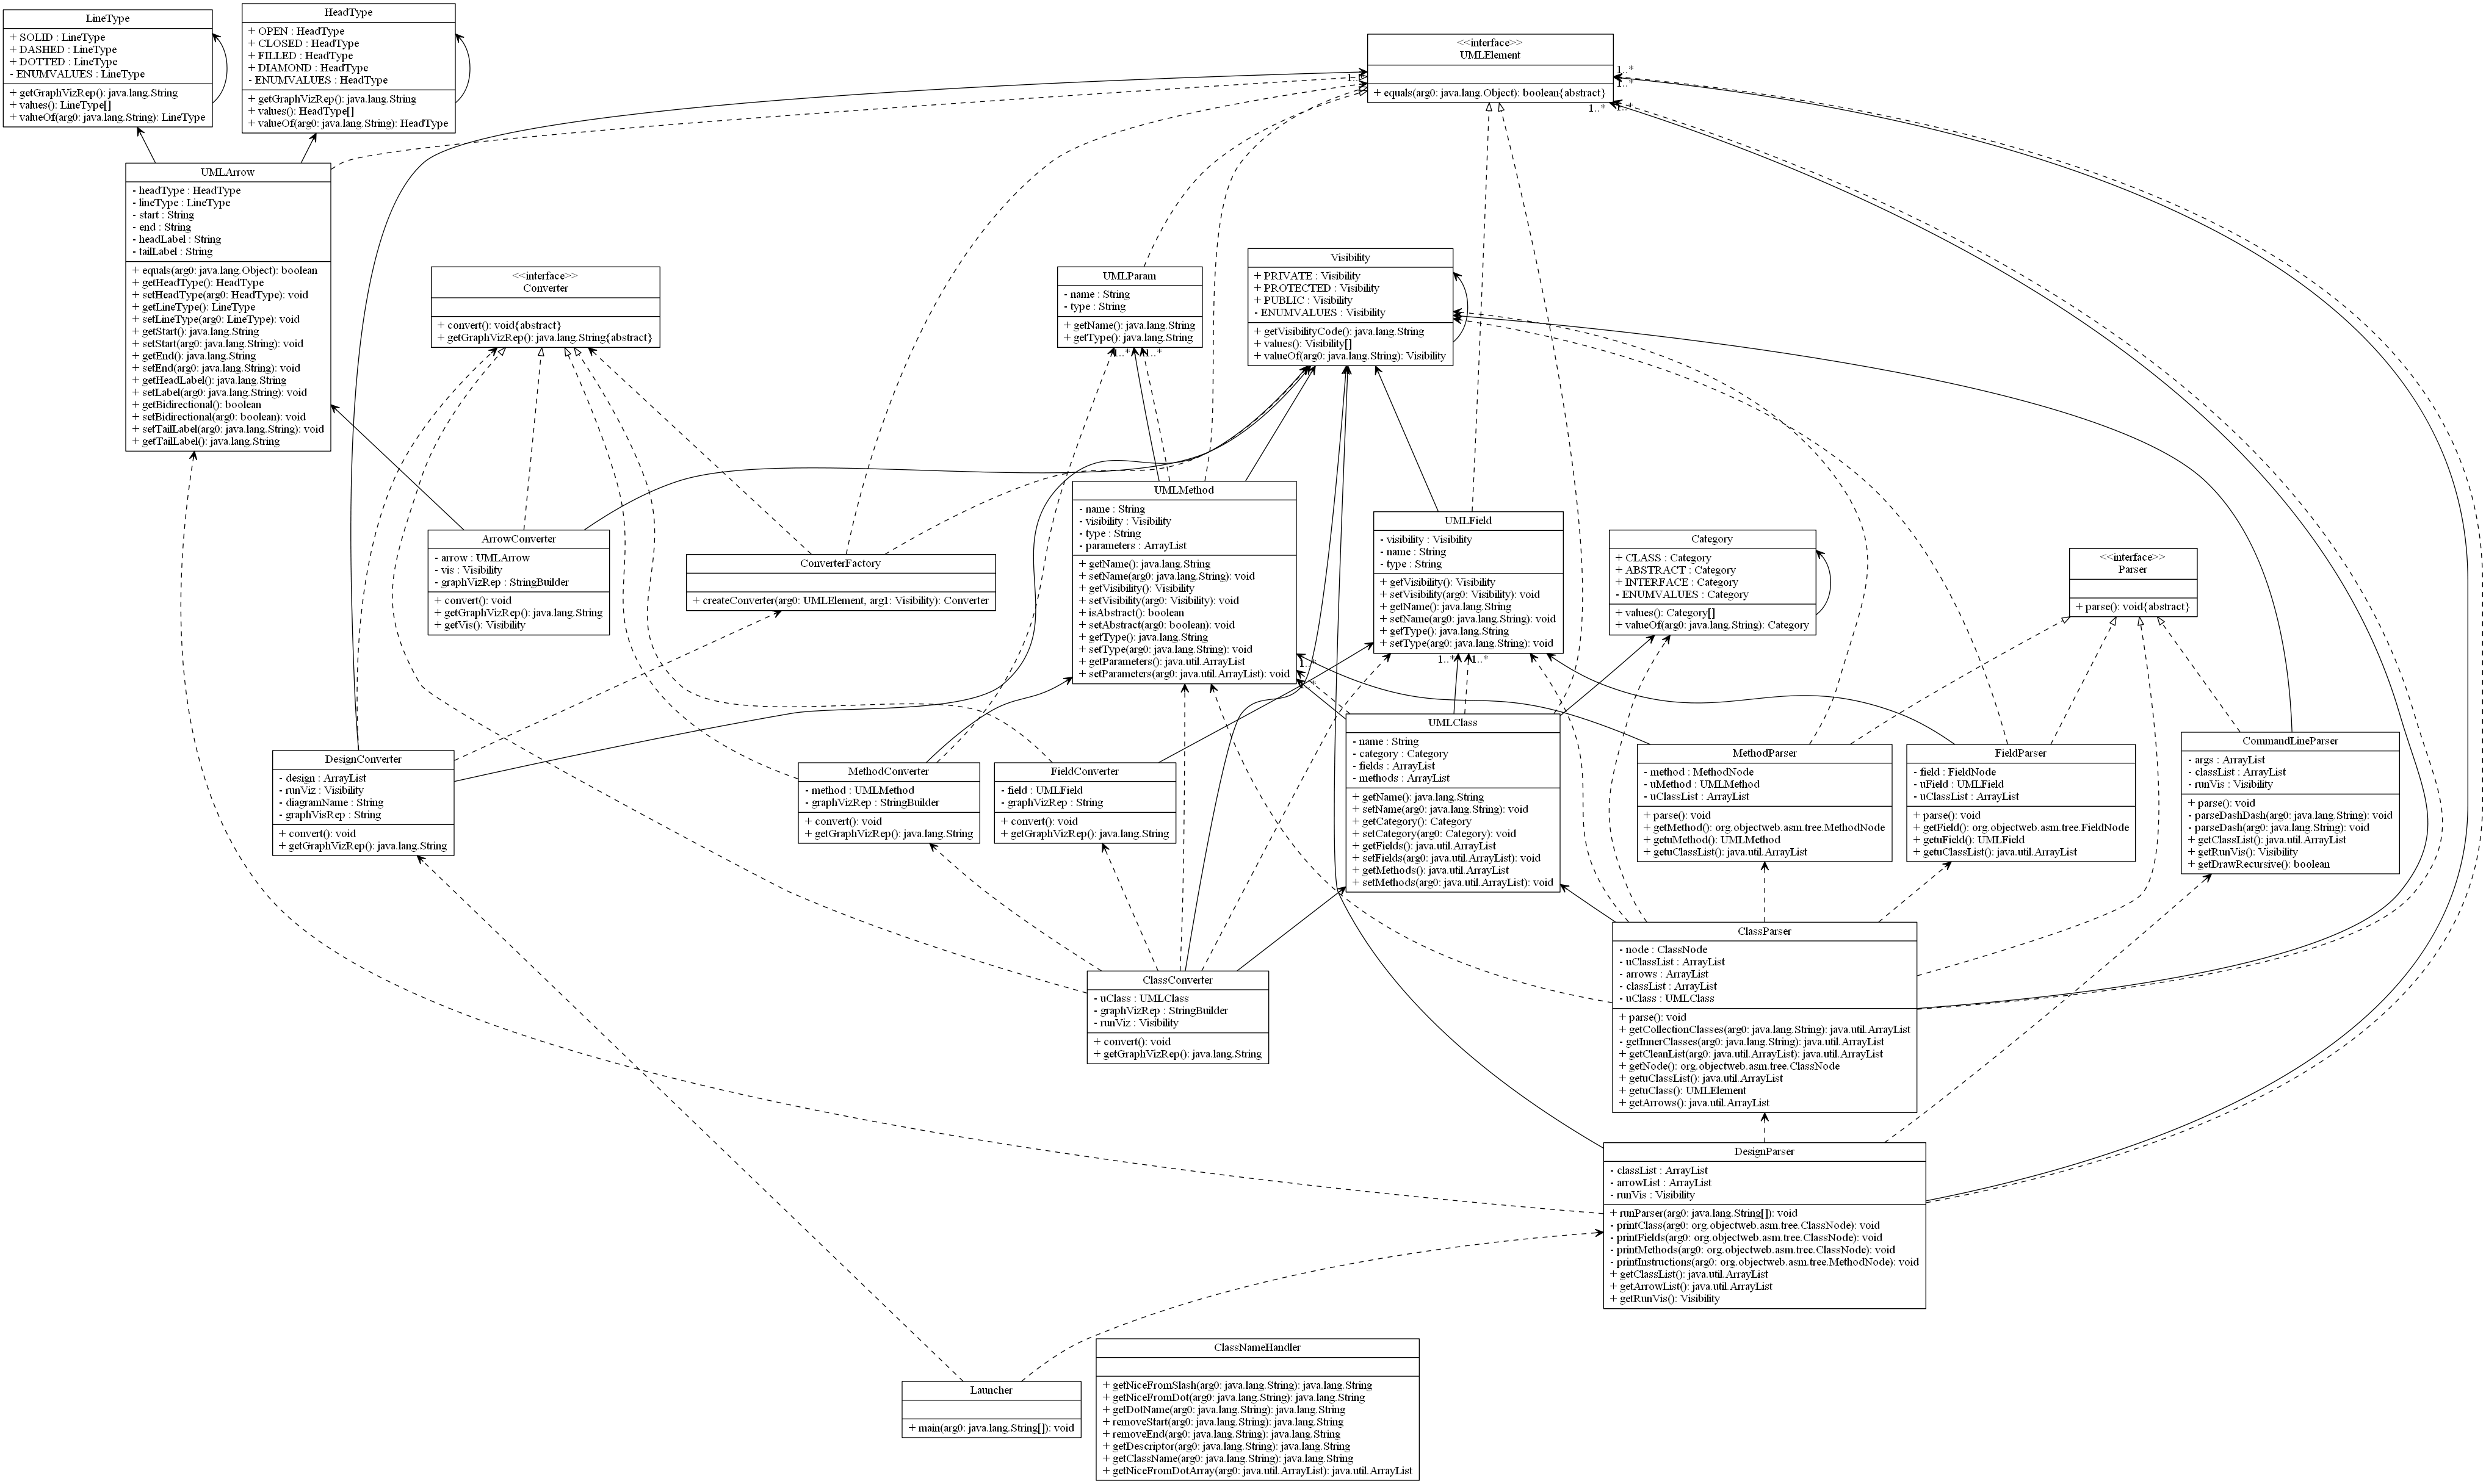 LineType
+ SOLID : LineType
+ DASHED : LineType
+ DOTTED : LineType
- ENUMVALUES : LineType
+ getGraphVizRep(): java.lang.String
+ values(): LineType[]
+ valueOf(arg0: java.lang.String): LineType
HeadType
+ OPEN : HeadType
+ CLOSED : HeadType
+ FILLED : HeadType
+ DIAMOND : HeadType
- ENUMVALUES : HeadType
+ getGraphVizRep(): java.lang.String
+ values(): HeadType[]
+ valueOf(arg0: java.lang.String): HeadType
<<interface>>
UMLElement
+ equals(arg0: java.lang.Object): boolean{abstract}
1..*
1..*
1..*
UMLArrow
- headType : HeadType
- lineType : LineType
- start : String
- end : String
- headLabel : String
- tailLabel : String
+ equals(arg0: java.lang.Object): boolean
+ getHeadType(): HeadType
+ setHeadType(arg0: HeadType): void
+ getLineType(): LineType
+ setLineType(arg0: LineType): void
+ getStart(): java.lang.String
+ setStart(arg0: java.lang.String): void
+ getEnd(): java.lang.String
+ setEnd(arg0: java.lang.String): void
+ getHeadLabel(): java.lang.String
+ setLabel(arg0: java.lang.String): void
+ getBidirectional(): boolean
+ setBidirectional(arg0: boolean): void
+ setTailLabel(arg0: java.lang.String): void
+ getTailLabel(): java.lang.String
<<interface>>
Converter
+ convert(): void{abstract}
+ getGraphVizRep(): java.lang.String{abstract}
UMLParam
- name : String
- type : String
+ getName(): java.lang.String
+ getType(): java.lang.String
1..*
1..*
Visibility
+ PRIVATE : Visibility
+ PROTECTED : Visibility
+ PUBLIC : Visibility
- ENUMVALUES : Visibility
+ getVisibilityCode(): java.lang.String
+ values(): Visibility[]
+ valueOf(arg0: java.lang.String): Visibility
ArrowConverter
- arrow : UMLArrow
- vis : Visibility
- graphVizRep : StringBuilder
+ convert(): void
+ getGraphVizRep(): java.lang.String
+ getVis(): Visibility
ConverterFactory
+ createConverter(arg0: UMLElement, arg1: Visibility): Converter
UMLMethod
- name : String
- visibility : Visibility
- type : String
- parameters : ArrayList
+ getName(): java.lang.String
+ setName(arg0: java.lang.String): void
+ getVisibility(): Visibility
+ setVisibility(arg0: Visibility): void
+ isAbstract(): boolean
+ setAbstract(arg0: boolean): void
+ getType(): java.lang.String
+ setType(arg0: java.lang.String): void
+ getParameters(): java.util.ArrayList
+ setParameters(arg0: java.util.ArrayList): void
1..*
UMLField
- visibility : Visibility
- name : String
- type : String
+ getVisibility(): Visibility
+ setVisibility(arg0: Visibility): void
+ getName(): java.lang.String
+ setName(arg0: java.lang.String): void
+ getType(): java.lang.String
+ setType(arg0: java.lang.String): void
1..*
1..*
Category
+ CLASS : Category
+ ABSTRACT : Category
+ INTERFACE : Category
- ENUMVALUES : Category
+ values(): Category[]
+ valueOf(arg0: java.lang.String): Category
<<interface>>
Parser
+ parse(): void{abstract}
DesignConverter
- design : ArrayList
- runViz : Visibility
- diagramName : String
- graphVisRep : String
+ convert(): void
+ getGraphVizRep(): java.lang.String
MethodConverter
- method : UMLMethod
- graphVizRep : StringBuilder
+ convert(): void
+ getGraphVizRep(): java.lang.String
FieldConverter
- field : UMLField
- graphVizRep : String
+ convert(): void
+ getGraphVizRep(): java.lang.String
UMLClass
- name : String
- category : Category
- fields : ArrayList
- methods : ArrayList
+ getName(): java.lang.String
+ setName(arg0: java.lang.String): void
+ getCategory(): Category
+ setCategory(arg0: Category): void
+ getFields(): java.util.ArrayList
+ setFields(arg0: java.util.ArrayList): void
+ getMethods(): java.util.ArrayList
+ setMethods(arg0: java.util.ArrayList): void
MethodParser
- method : MethodNode
- uMethod : UMLMethod
- uClassList : ArrayList
+ parse(): void
+ getMethod(): org.objectweb.asm.tree.MethodNode
+ getuMethod(): UMLMethod
+ getuClassList(): java.util.ArrayList
FieldParser
- field : FieldNode
- uField : UMLField
- uClassList : ArrayList
+ parse(): void
+ getField(): org.objectweb.asm.tree.FieldNode
+ getuField(): UMLField
+ getuClassList(): java.util.ArrayList
CommandLineParser
- args : ArrayList
- classList : ArrayList
- runVis : Visibility
+ parse(): void
- parseDashDash(arg0: java.lang.String): void
- parseDash(arg0: java.lang.String): void
+ getClassList(): java.util.ArrayList
+ getRunVis(): Visibility
+ getDrawRecursive(): boolean
ClassConverter
- uClass : UMLClass
- graphVizRep : StringBuilder
- runViz : Visibility
+ convert(): void
+ getGraphVizRep(): java.lang.String
ClassParser
- node : ClassNode
- uClassList : ArrayList
- arrows : ArrayList
- classList : ArrayList
- uClass : UMLClass
+ parse(): void
+ getCollectionClasses(arg0: java.lang.String): java.util.ArrayList
- getInnerClasses(arg0: java.lang.String): java.util.ArrayList
+ getCleanList(arg0: java.util.ArrayList): java.util.ArrayList
+ getNode(): org.objectweb.asm.tree.ClassNode
+ getuClassList(): java.util.ArrayList
+ getuClass(): UMLElement
+ getArrows(): java.util.ArrayList
DesignParser
- classList : ArrayList
- arrowList : ArrayList
- runVis : Visibility
+ runParser(arg0: java.lang.String[]): void
- printClass(arg0: org.objectweb.asm.tree.ClassNode): void
- printFields(arg0: org.objectweb.asm.tree.ClassNode): void
- printMethods(arg0: org.objectweb.asm.tree.ClassNode): void
- printInstructions(arg0: org.objectweb.asm.tree.MethodNode): void
+ getClassList(): java.util.ArrayList
+ getArrowList(): java.util.ArrayList
+ getRunVis(): Visibility
Launcher
+ main(arg0: java.lang.String[]): void
ClassNameHandler
+ getNiceFromSlash(arg0: java.lang.String): java.lang.String
+ getNiceFromDot(arg0: java.lang.String): java.lang.String
+ getDotName(arg0: java.lang.String): java.lang.String
+ removeStart(arg0: java.lang.String): java.lang.String
+ removeEnd(arg0: java.lang.String): java.lang.String
+ getDescriptor(arg0: java.lang.String): java.lang.String
+ getClassName(arg0: java.lang.String): java.lang.String
+ getNiceFromDotArray(arg0: java.util.ArrayList): java.util.ArrayList